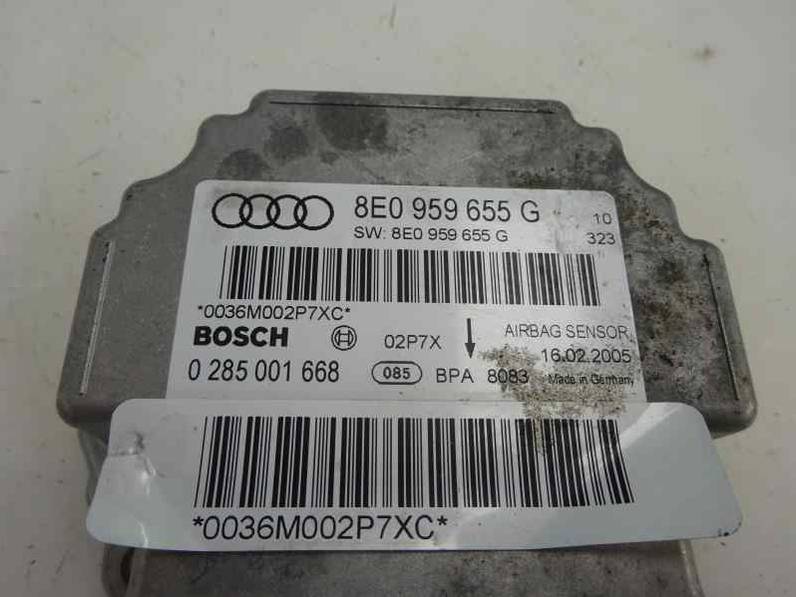 8E0 959 655 G 10
SW: 8E0 959 655 G 323
*0036M002P7XC*
BOSCH 02P7X AIRBAG SENSOR
16.02.2005
0 285 001 668 085 BPA 8083 Made in Germany
*0036M002P7XC*